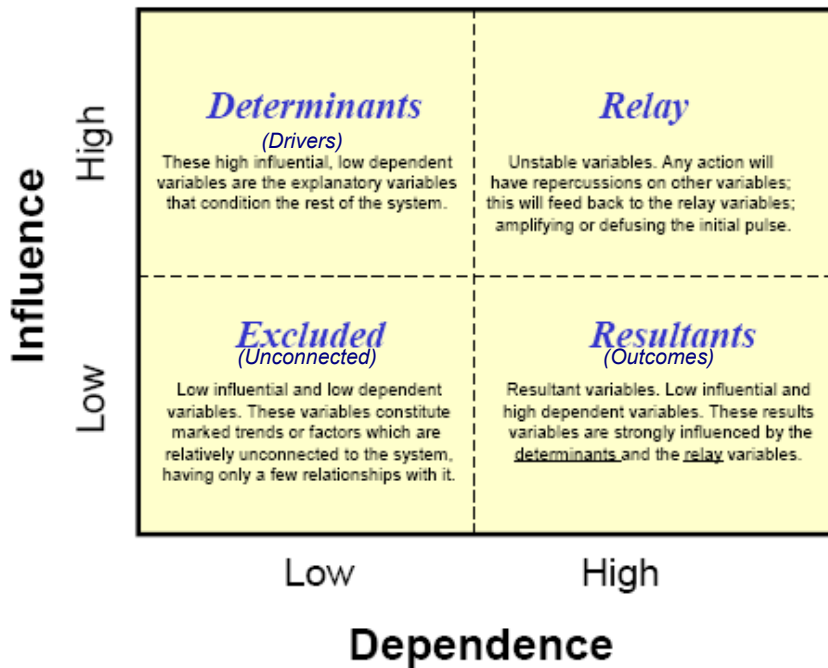 Influence
High
Low
Determinants
(Drivers)
These high influential, low dependent
variables are the explanatory variables
that condition the rest of the system.
Relay
Unstable variables. Any action will
have repercussions on other variables;
this will feed back to the relay variables;
amplifying or defusing the initial pulse.
Excluded
(Unconnected)
Low influential and low dependent
variables. These variables constitute
marked trends or factors which are
relatively unconnected to the system,
having only a few relationships with it.
Resultants
(Outcomes)
Resultant variables. Low influential and
high dependent variables. These results
variables are strongly influenced by the
determinants and the relay variables.
Low
High
Dependence